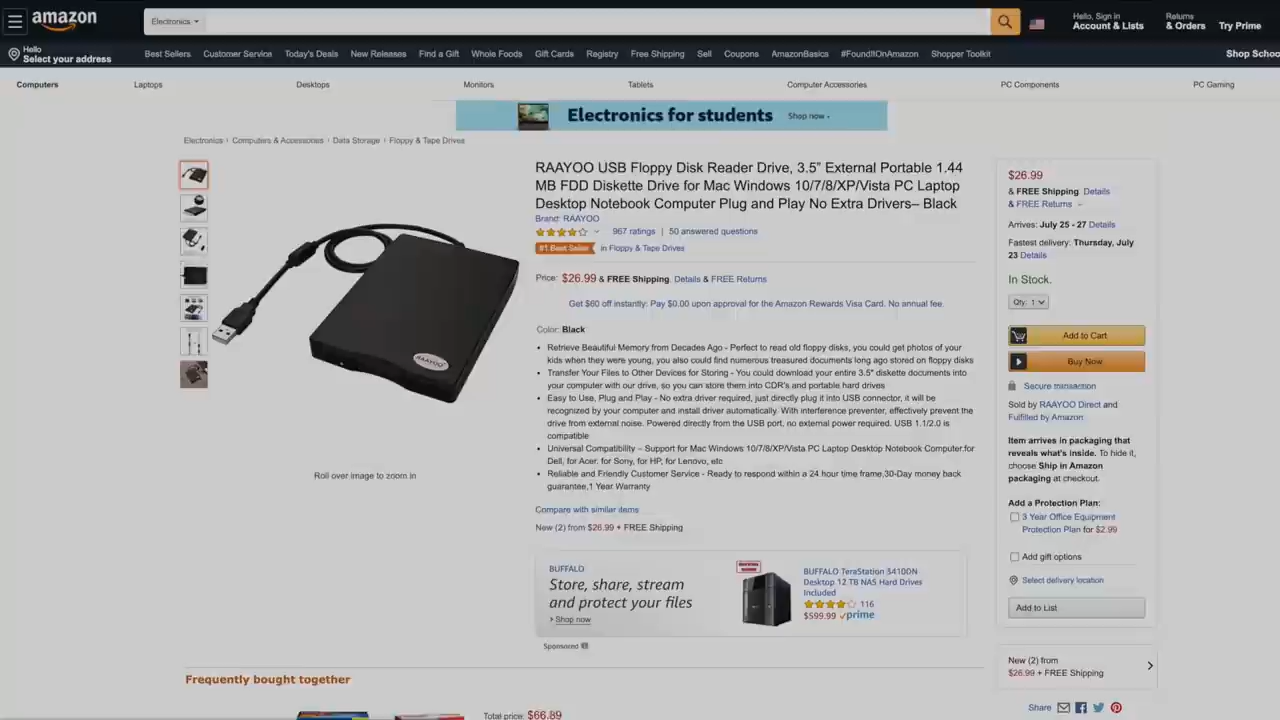 amazon
Electronics
Hello, Sign in
Account & Lists
Returns
& Orders
Try Prime
Hello
Select your address
Best Sellers
Customer Service
Today's Deals
New Releases
Find a Gift
Whole Foods
Gift Cards
Registry
Free Shipping
Sell
Coupons
AmazonBasics
#FoundItOnAmazon
Shopper Toolkit
Shop Schoo
Computers
Laptops
Desktops
Monitors
Tablets
Computer Accessories
PC Components
PC Gaming
Electronics for students
Shop now ›
Electronics › Computers & Accessories › Data Storage › Floppy & Tape Drives
RAAYOO
Roll over image to zoom in
RAAYOO USB Floppy Disk Reader Drive, 3.5” External Portable 1.44
MB FDD Diskette Drive for Mac Windows 10/7/8/XP/Vista PC Laptop
Desktop Notebook Computer Plug and Play No Extra Drivers– Black
Brand: RAAYOO
967 ratings | 50 answered questions
#1 Best Seller in Floppy & Tape Drives
Price: $26.99 & FREE Shipping. Details & FREE Returns
Get $60 off instantly: Pay $0.00 upon approval for the Amazon Rewards Visa Card. No annual fee.
Color: Black
• Retrieve Beautiful Memory from Decades Ago - Perfect to read old floppy disks, you could get photos of your
kids when they were young, you also could find numerous treasured documents long ago stored on floppy disks
• Transfer Your Files to Other Devices for Storing - You could download your entire 3.5" diskette documents into
your computer with our drive, so you can store them into CDR's and portable hard drives
• Easy to Use, Plug and Play - No extra driver required, just directly plug it into USB connector, it will be
recognized by your computer and install driver automatically. With interference preventer, effectively prevent the
drive from external noise. Powered directly from the USB port, no external power required. USB 1.1/2.0 is
compatible
• Universal Compatibility – Support for Mac Windows 10/7/8/XP/Vista PC Laptop Desktop Notebook Computer.for
Dell, for Acer. for Sony, for HP, for Lenovo, etc
• Reliable and Friendly Customer Service - Ready to respond within a 24 hour time frame,30-Day money back
guarantee,1 Year Warranty
Compare with similar items
New (2) from $26.99 + FREE Shipping
BUFFALO
Store, share, stream
and protect your files
› Shop now
BUFFALO TeraStation 3410DN
Desktop 12 TB NAS Hard Drives
Included
116
$599.99 prime
Sponsored
$26.99
& FREE Shipping. Details
& FREE Returns
Arrives: July 25 - 27 Details
Fastest delivery: Thursday, July
23 Details
In Stock.
Qty: 1
Add to Cart
Buy Now
Secure transaction
Sold by RAAYOO Direct and
Fulfilled by Amazon.
Item arrives in packaging that
reveals what's inside. To hide it,
choose Ship in Amazon
packaging at checkout.
Add a Protection Plan:
3 Year Office Equipment
Protection Plan for $2.99
Add gift options
Select delivery location
Add to List
New (2) from
$26.99 + FREE Shipping
Share
Frequently bought together
Total price: $66.89